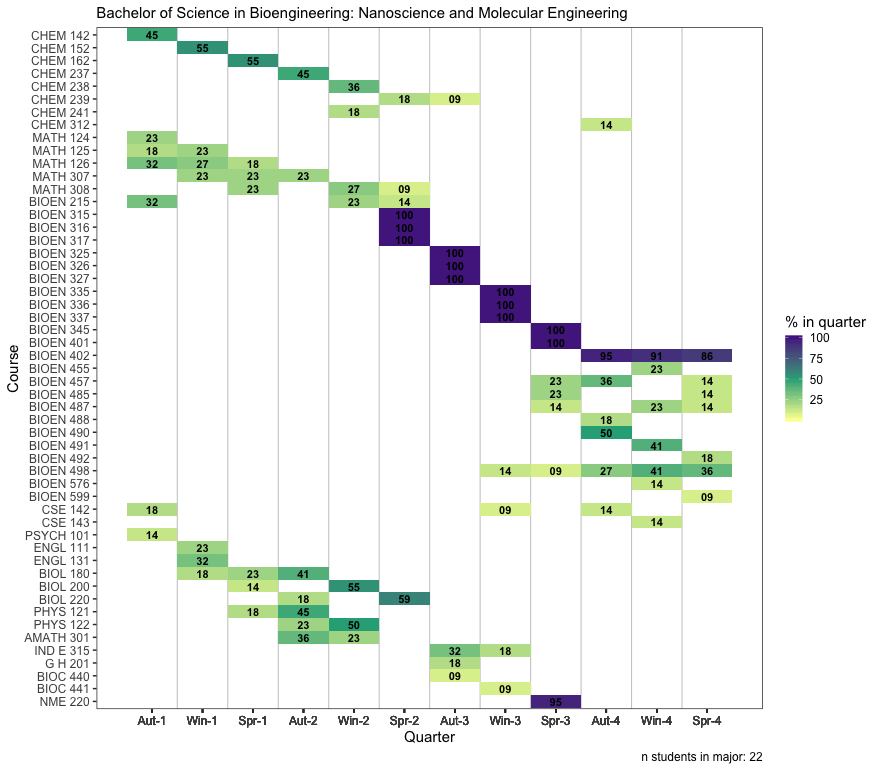 Bachelor of Science in Bioengineering: Nanoscience and Molecular Engineering
CHEM 142 45
CHEM 152 55
CHEM 162 55
CHEM 237 45
CHEM 238 36
CHEM 239 18 09
CHEM 241 18
CHEM 312 14
MATH 124 23
MATH 125 18 23
MATH 126 32 27 18
MATH 307 23 23 23
MATH 308 23 27 09
BIOEN 215 32 23 14
BIOEN 315 100
BIOEN 316 100
BIOEN 317 100
BIOEN 325 100
BIOEN 326 100
BIOEN 327 100
BIOEN 335 100
BIOEN 336 100
BIOEN 337 100
BIOEN 345 100
BIOEN 401 100
BIOEN 402 95 91 86
BIOEN 455 23
BIOEN 457 23 36 14
BIOEN 485 23 14
BIOEN 487 14 23 14
BIOEN 488 18
BIOEN 490 50
BIOEN 491 41
BIOEN 492 18
BIOEN 498 14 09 27 41 36
BIOEN 576 14
BIOEN 599 09
CSE 142 18 09 14
CSE 143 14
PSYCH 101 14
ENGL 111 23
ENGL 131 32
BIOL 180 18 23 41
BIOL 200 14 55
BIOL 220 18 59
PHYS 121 18 45
PHYS 122 23 50
AMATH 301 36 23
IND E 315 32 18
G H 201 18
BIOC 440 09
BIOC 441 09
NME 220 95
Aut-1 Win-1 Spr-1 Aut-2 Win-2 Spr-2 Aut-3 Win-3 Spr-3 Aut-4 Win-4 Spr-4
Quarter
Course
% in quarter
100
75
50
25
n students in major: 22